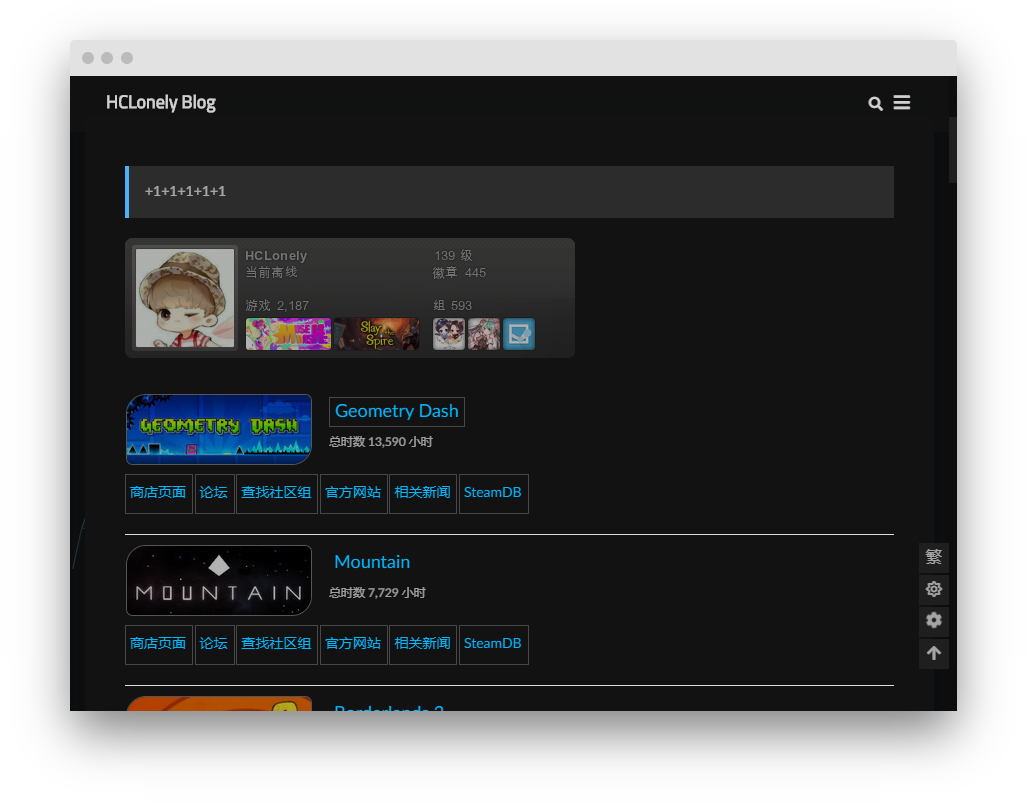 HCLonely Blog
+1+1+1+1+1
HCLonely
当前离线
139 级
徽章 445
游戏 2,187
组 593
MUSE
Slay the Spire
GEOMETRY DASH
Geometry Dash
总时数 13,590 小时
商店页面 论坛 查找社区组 官方网站 相关新闻 SteamDB
MOUNTAIN
Mountain
总时数 7,729 小时
商店页面 论坛 查找社区组 官方网站 相关新闻 SteamDB
Borderlands 2
繁